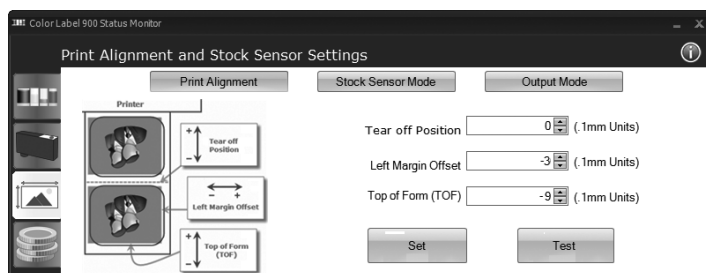 Color Label 900 Status Monitor
Print Alignment and Stock Sensor Settings
Print Alignment Stock Sensor Mode Output Mode
Printer
+
-
Tear off
Position
- +
Left Margin Offset
+
-
Top of Form
(TOF)
Tear off Position 0 (.1mm Units)
Left Margin Offset -3 (.1mm Units)
Top of Form (TOF) -9 (.1mm Units)
Set Test